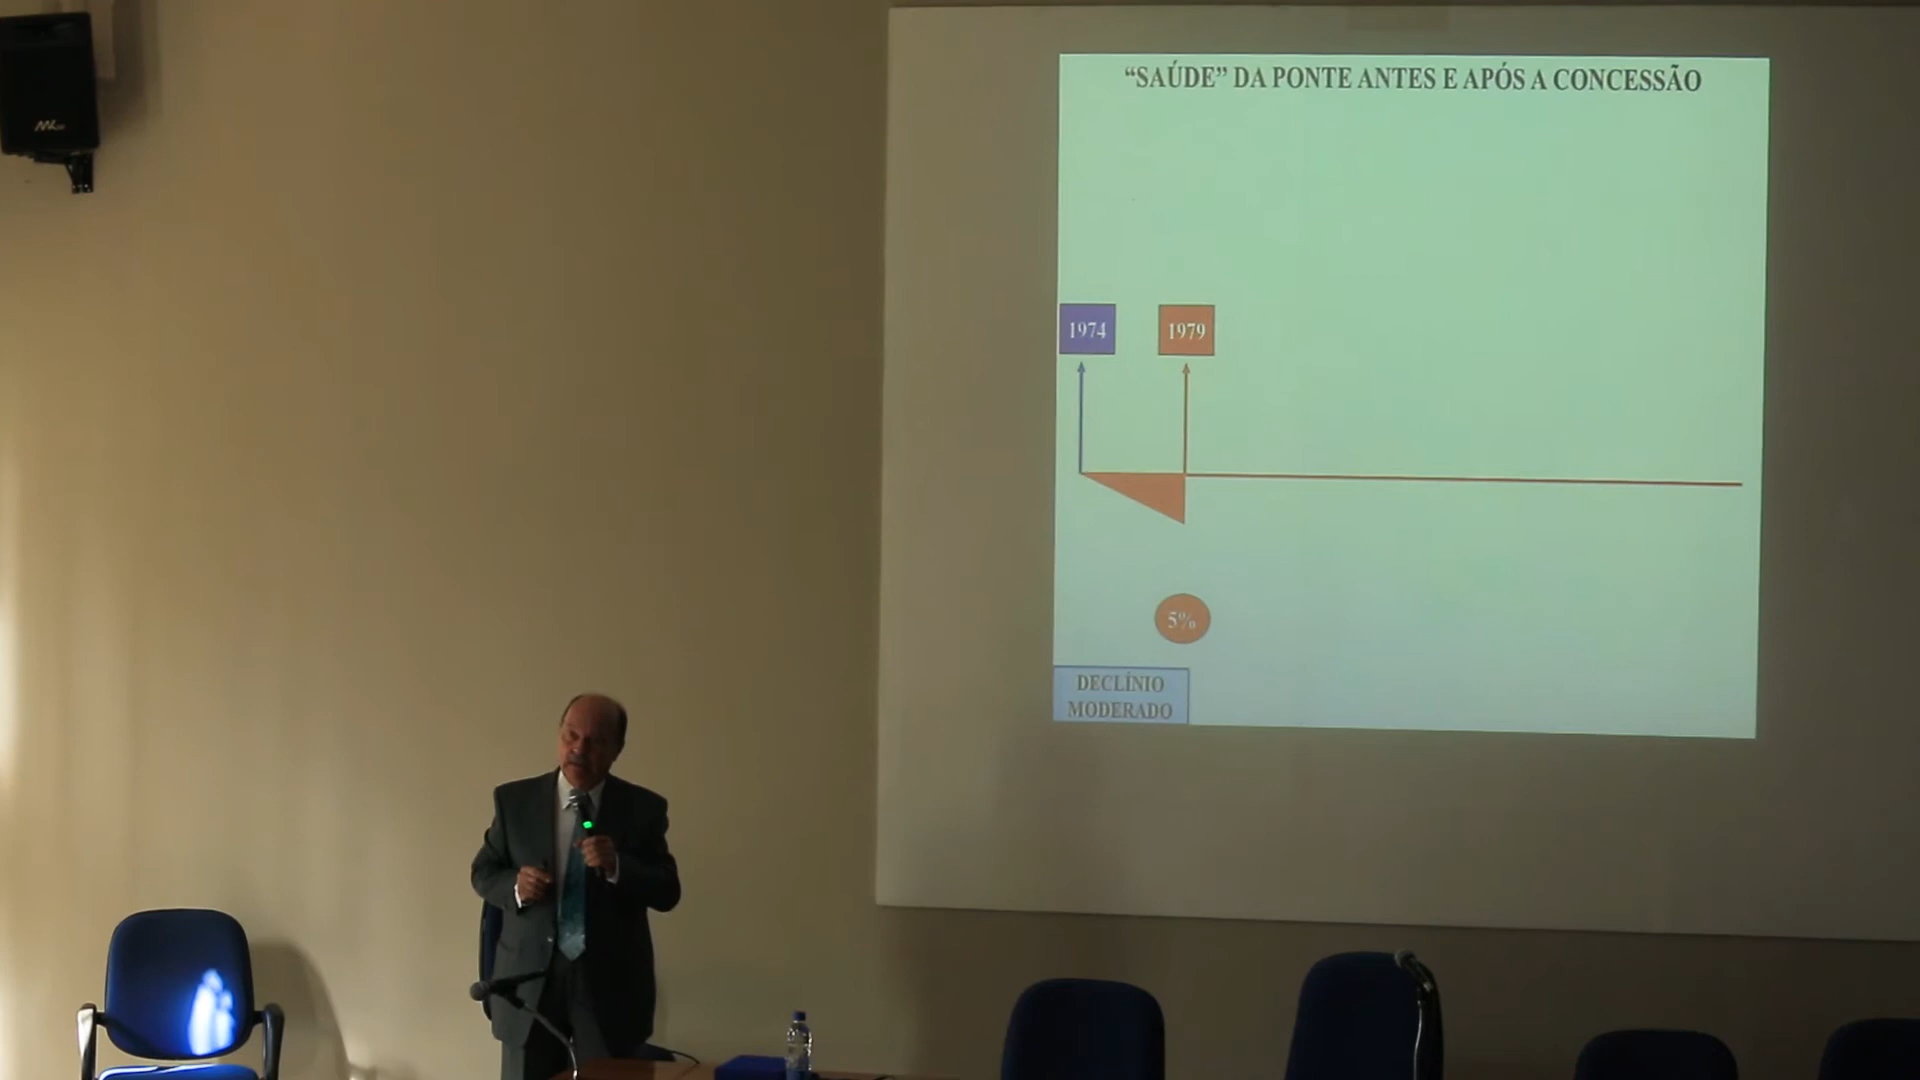 “SAÚDE” DA PONTE ANTES E APÓS A CONCESSÃO
1974
1979
5%
DECLÍNIO
MODERADO